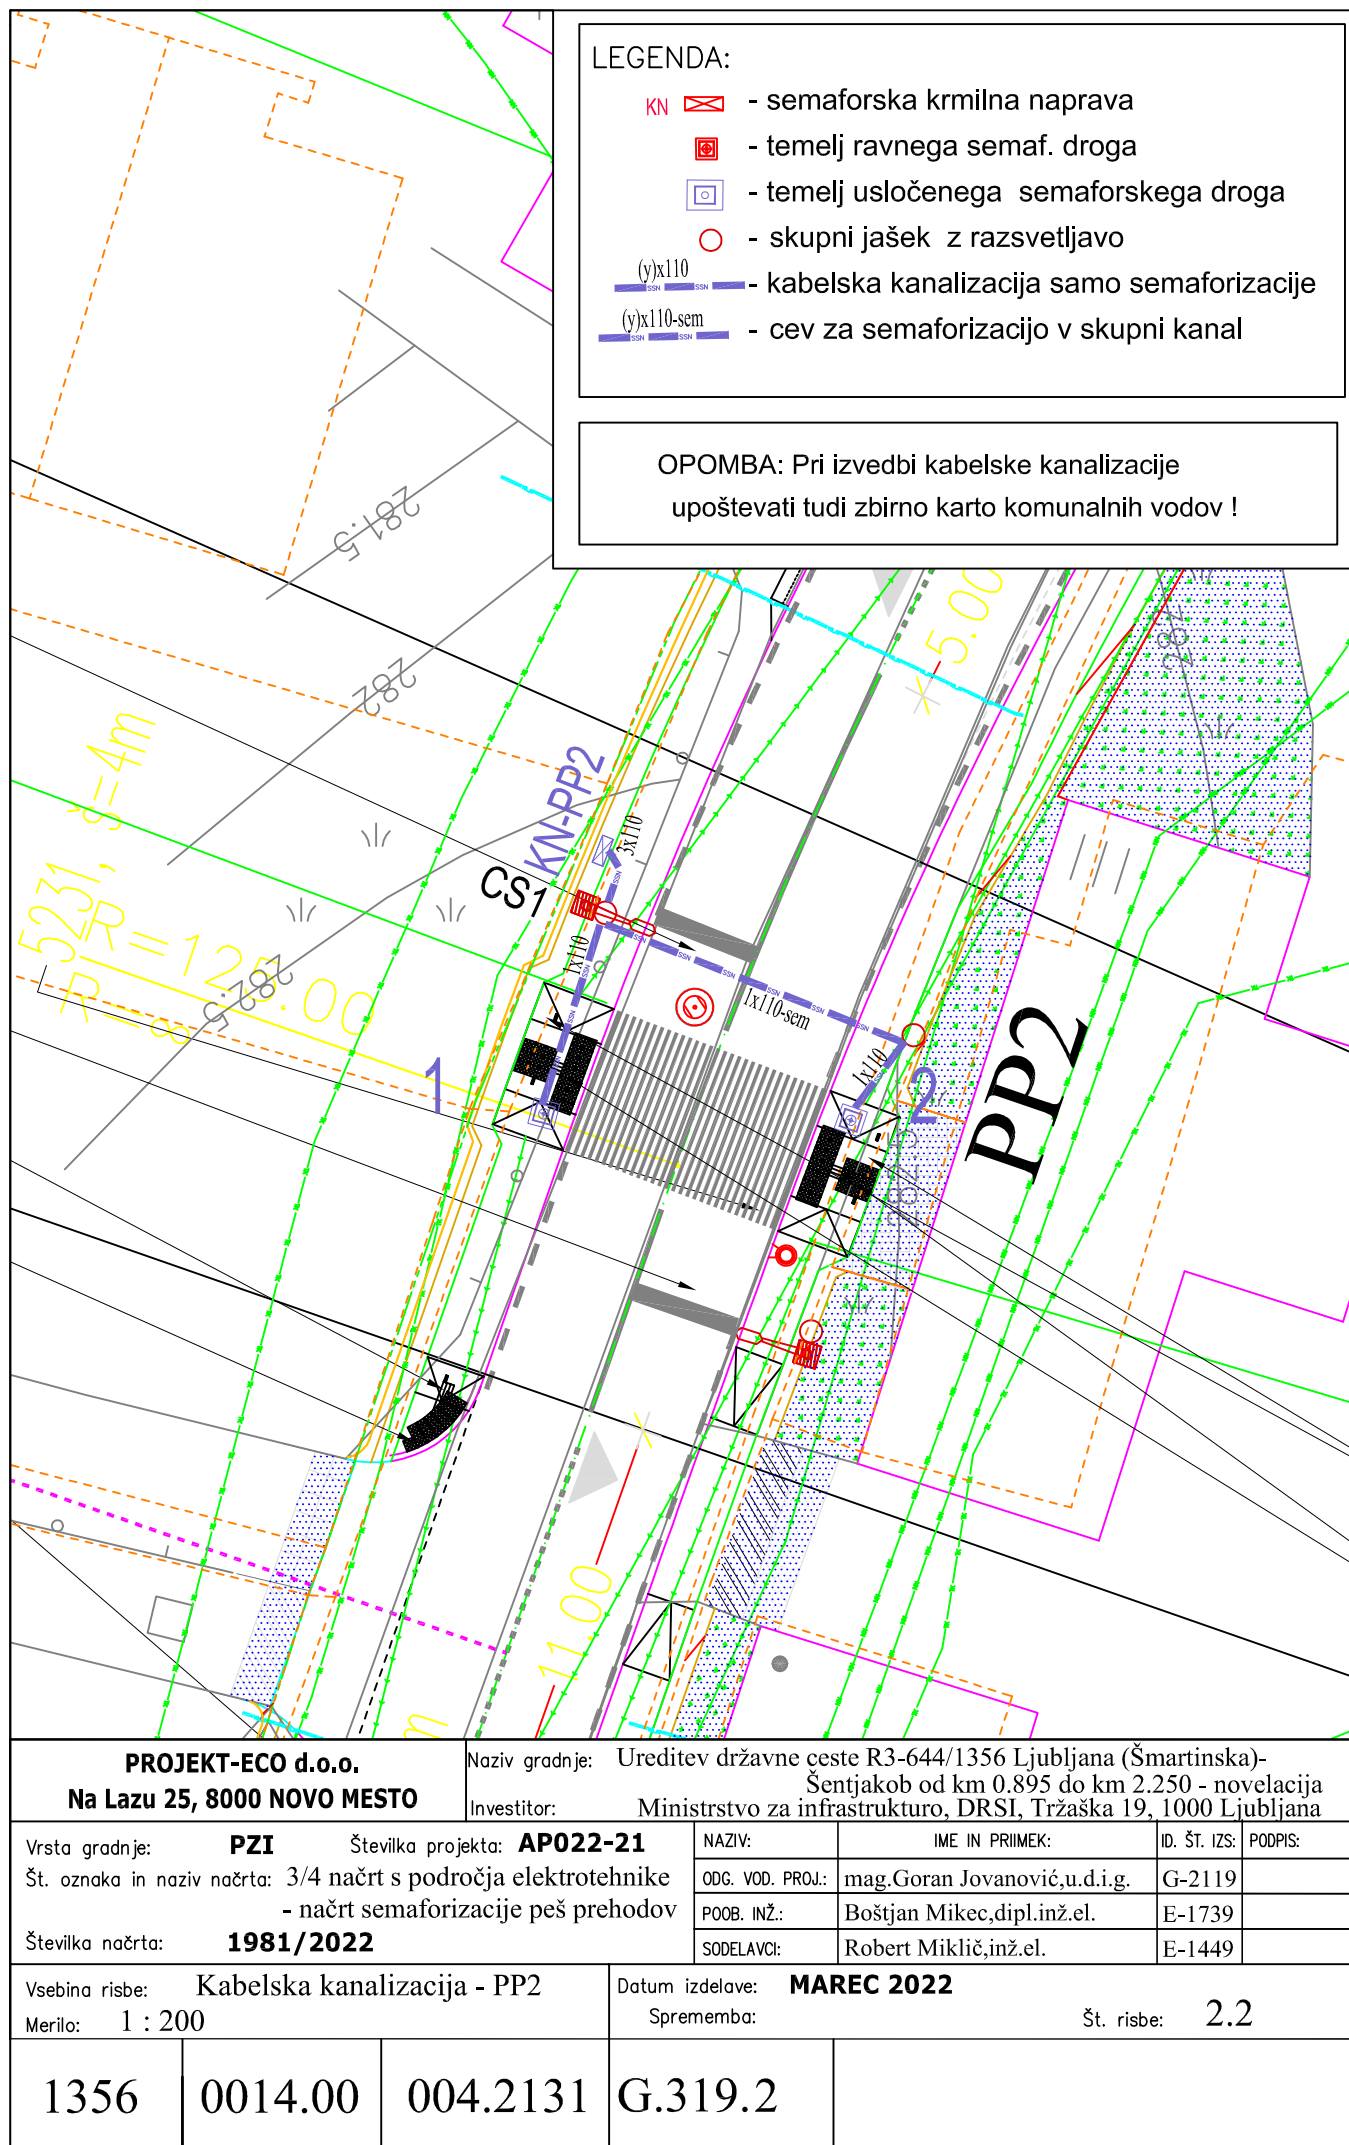 LEGENDA:
KN - semaforska krmilna naprava
- temelj ravnega semaf. droga
- temelj usločenega semaforskega droga
- skupni jašek z razsvetljavo
(y)x110
SSN SSN - kabelska kanalizacija samo semaforizacije
(y)x110-sem
SSN SSN - cev za semaforizacijo v skupni kanal
OPOMBA: Pri izvedbi kabelske kanalizacije
upoštevati tudi zbirno karto komunalnih vodov !
281.5
282
282
5.00
s=4m
KN-PP2
3x110
CS1
1x110
1x110-sem
1x110
R=125.00
282.5
282.5
1
2
PP2
11.00
PROJEKT-ECO d.o.o.
Na Lazu 25, 8000 NOVO MESTO
Naziv gradnje: Ureditev državne ceste R3-644/1356 Ljubljana (Šmartinska)-
Šentjakob od km 0.895 do km 2.250 - novelacija
Investitor: Ministrstvo za infrastrukturo, DRSI, Tržaška 19, 1000 Ljubljana
Vrsta gradnje: PZI Številka projekta: AP022-21
Št. oznaka in naziv načrta: 3/4 načrt s področja elektrotehnike
- načrt semaforizacije peš prehodov
Številka načrta: 1981/2022
NAZIV: IME IN PRIIMEK: ID. ŠT. IZS: PODPIS:
ODG. VOD. PROJ.: mag.Goran Jovanović,u.d.i.g. G-2119
POOB. INŽ.: Boštjan Mikec,dipl.inž.el. E-1739
SODELAVCI: Robert Miklič,inž.el. E-1449
Vsebina risbe: Kabelska kanalizacija - PP2
Merilo: 1 : 200
Datum izdelave: MAREC 2022
Sprememba:
Št. risbe: 2.2
1356 0014.00 004.2131 G.319.2